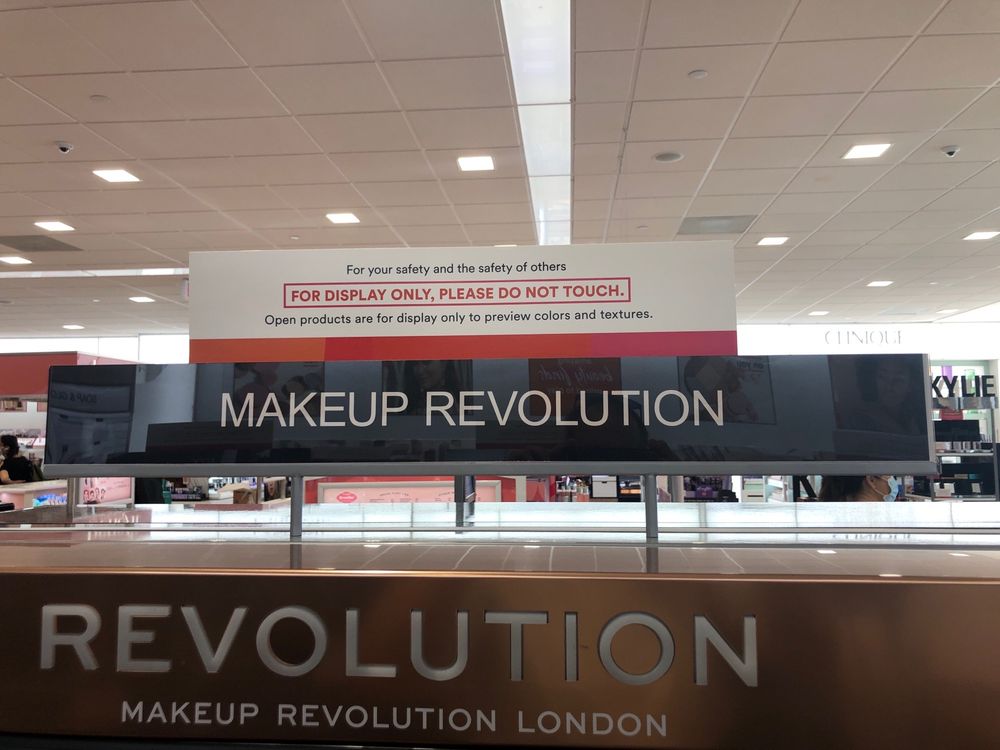 For your safety and the safety of others
FOR DISPLAY ONLY, PLEASE DO NOT TOUCH.
Open products are for display only to preview colors and textures.
CLINIQUE
KYLIE
MAKEUP REVOLUTION
REVOLUTION
MAKEUP REVOLUTION LONDON